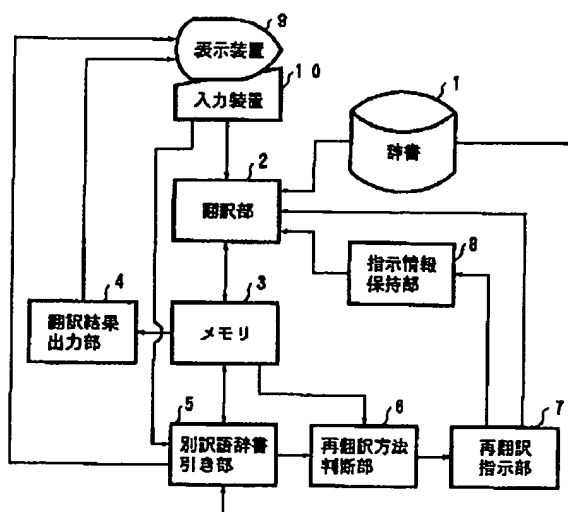 9
表示装置
10
入力装置
1
辞書
2
翻訳部
8
指示情報
保持部
4
翻訳結果
出力部
3
メモリ
5
別訳語辞書
引き部
6
再翻訳方法
判断部
7
再翻訳
指示部